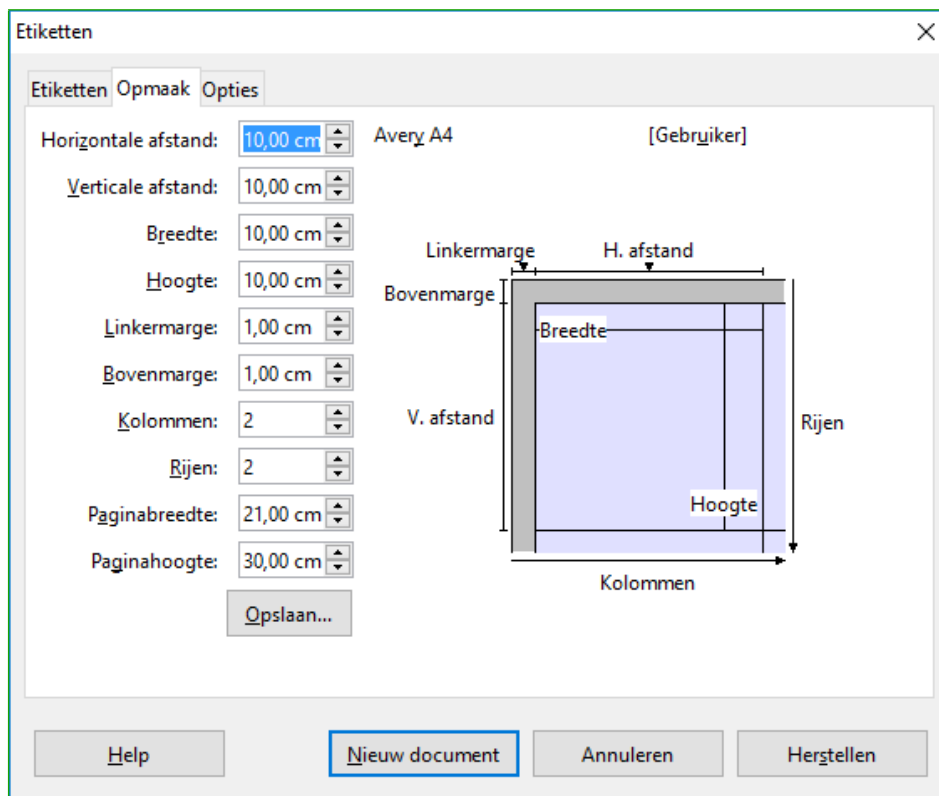 Etiketten
Etiketten Opmaak Opties
Horizontale afstand: 10,00 cm Avery A4 [Gebruiker]
Verticale afstand: 10,00 cm
Breedte: 10,00 cm
Linkermarge H. afstand
Hoogte: 10,00 cm
Bovenmarge
Linkermarge: 1,00 cm
Breedte
Bovenmarge: 1,00 cm
Kolommen: 2
V. afstand
Rijen
Rijen: 2
Hoogte
Paginabreedte: 21,00 cm
Paginahoogte: 30,00 cm
Kolommen
Opslaan...
Help Nieuw document Annuleren Herstellen